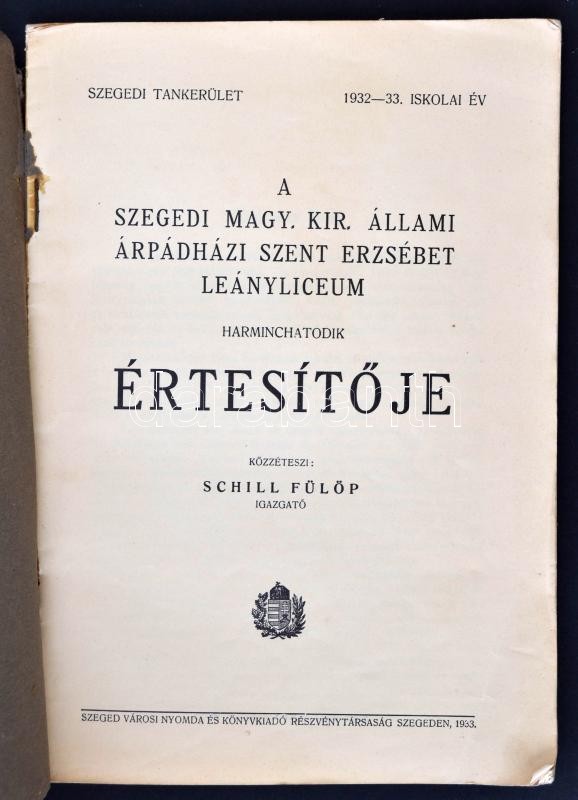 SZEGEDI TANKERÜLET 1932—33. ISKOLAI ÉV
A
SZEGEDI MAGY. KIR. ÁLLAMI
ÁRPÁDHÁZI SZENT ERZSÉBET
LEÁNYLICEUM
HARMINCHATODIK
ÉRTESÍTŐJE
darabanth
KÖZZÉTESZI:
SCHILL FÜLÖP
IGAZGATÓ
SZEGED VÁROSI NYOMDA ÉS KÖNYVKIADÓ RÉSZVÉNYTÁRSASÁG SZEGEDEN, 1933.